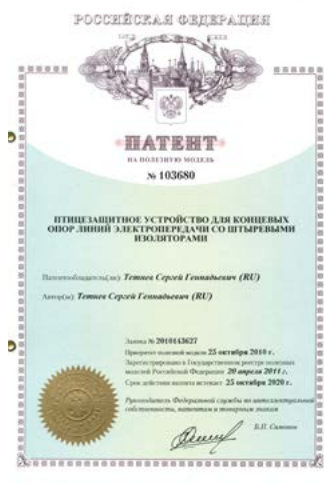 РОССИЙСКАЯ ФЕДЕРАЦИЯ
ПАТЕНТ
НА ПОЛЕЗНУЮ МОДЕЛЬ
№ 103680
ПТИЦЕЗАЩИТНОЕ УСТРОЙСТВО ДЛЯ КОНЦЕВЫХ
ОПОР ЛИНИЙ ЭЛЕКТРОПЕРЕДАЧИ СО ШТЫРЕВЫМИ
ИЗОЛЯТОРАМИ
Патентообладатель(ли): Тетнев Сергей Геннадьевич (RU)
Автор(ы): Тетнев Сергей Геннадьевич (RU)
Заявка № 2010143627
Приоритет полезной модели 25 октября 2010 г.
Зарегистрировано в Государственном реестре полезных
моделей Российской Федерации 20 апреля 2011 г.
Срок действия патента истекает 25 октября 2020 г.
Руководитель Федеральной службы по интеллектуальной
собственности, патентам и товарным знакам
Б.П. Симонов